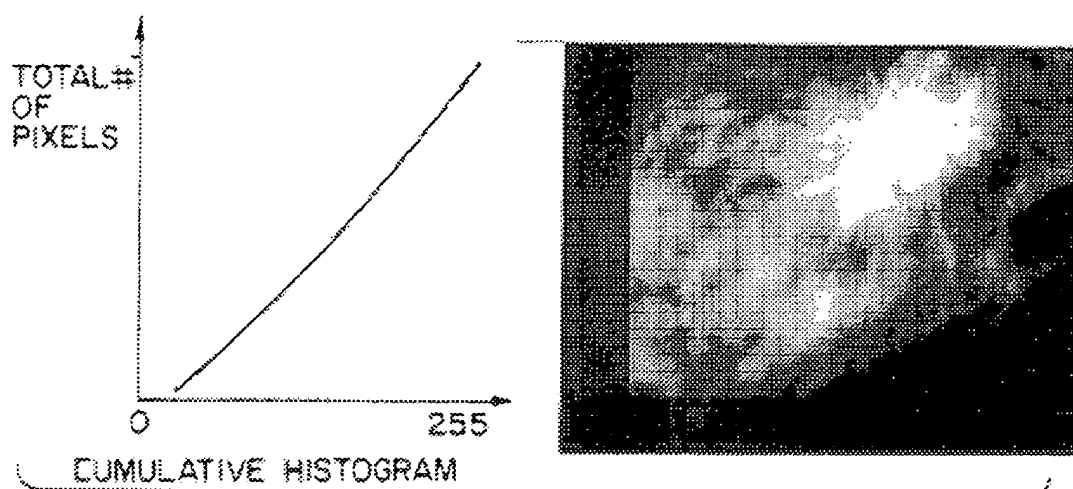 TOTAL #
OF
PIXELS
0 255
CUMULATIVE HISTOGRAM